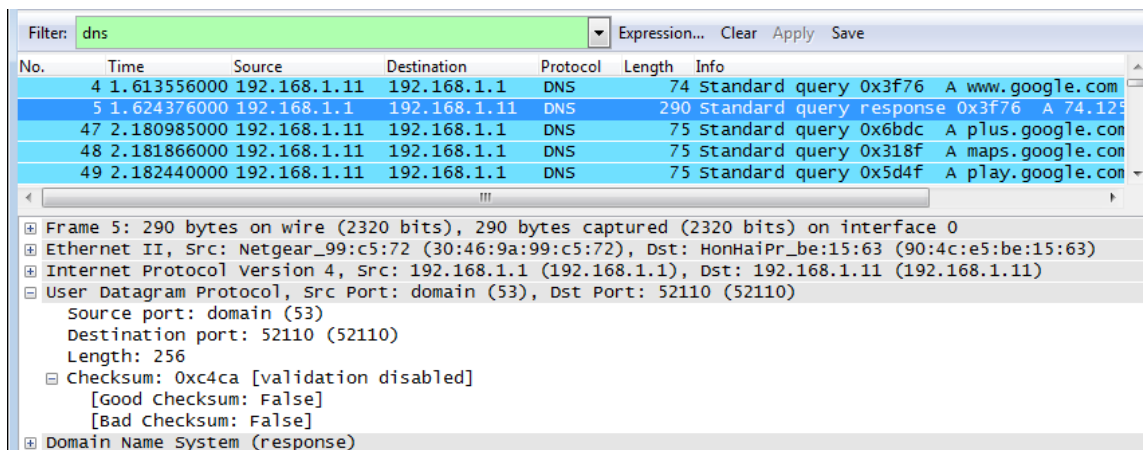 Filter: dns Expression... Clear Apply Save
No. Time Source Destination Protocol Length Info
4 1.613556000 192.168.1.11 192.168.1.1 DNS 74 Standard query 0x3f76 A www.google.com
5 1.624376000 192.168.1.1 192.168.1.11 DNS 290 Standard query response 0x3f76 A 74.125
47 2.180985000 192.168.1.11 192.168.1.1 DNS 75 Standard query 0x6bdc A plus.google.com
48 2.181866000 192.168.1.11 192.168.1.1 DNS 75 Standard query 0x318f A maps.google.com
49 2.182440000 192.168.1.11 192.168.1.1 DNS 75 Standard query 0x5d4f A play.google.com
Frame 5: 290 bytes on wire (2320 bits), 290 bytes captured (2320 bits) on interface 0
Ethernet II, Src: Netgear_99:c5:72 (30:46:9a:99:c5:72), Dst: HonHaiPr_be:15:63 (90:4c:e5:be:15:63)
Internet Protocol Version 4, Src: 192.168.1.1 (192.168.1.1), Dst: 192.168.1.11 (192.168.1.11)
User Datagram Protocol, Src Port: domain (53), Dst Port: 52110 (52110)
Source port: domain (53)
Destination port: 52110 (52110)
Length: 256
Checksum: 0xc4ca [validation disabled]
[Good Checksum: False]
[Bad Checksum: False]
Domain Name System (response)